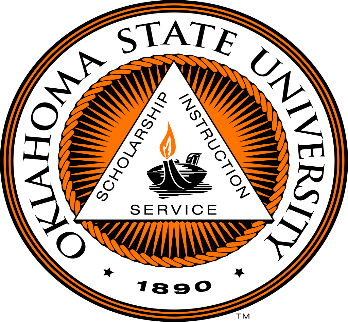 OKLAHOMA STATE UNIVERSITY
SCHOLARSHIP
INSTRUCTION
SERVICE
★ 1890 ★
TM